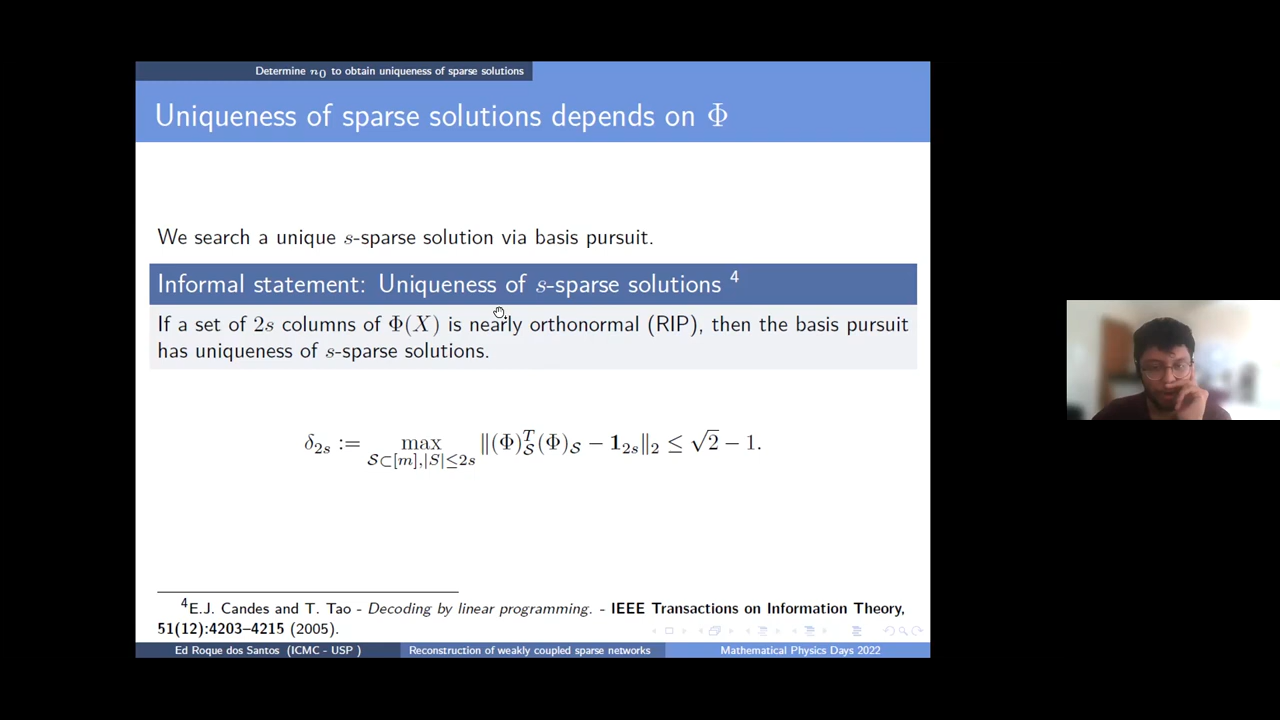 Determine n₀ to obtain uniqueness of sparse solutions
Uniqueness of sparse solutions depends on Φ
We search a unique s-sparse solution via basis pursuit.
Informal statement: Uniqueness of s-sparse solutions ⁴
If a set of 2s columns of Φ(X) is nearly orthonormal (RIP), then the basis pursuit
has uniqueness of s-sparse solutions.
δ₂ₛ := max_{𝒮⊂[m],|S|≤2s} ‖(Φ)ᵀ_𝒮(Φ)_𝒮 − 𝟏₂ₛ‖₂ ≤ √2 − 1.
⁴E.J. Candes and T. Tao - Decoding by linear programming. - IEEE Transactions on Information Theory,
51(12):4203–4215 (2005).
Ed Roque dos Santos (ICMC - USP ) Reconstruction of weakly coupled sparse networks Mathematical Physics Days 2022